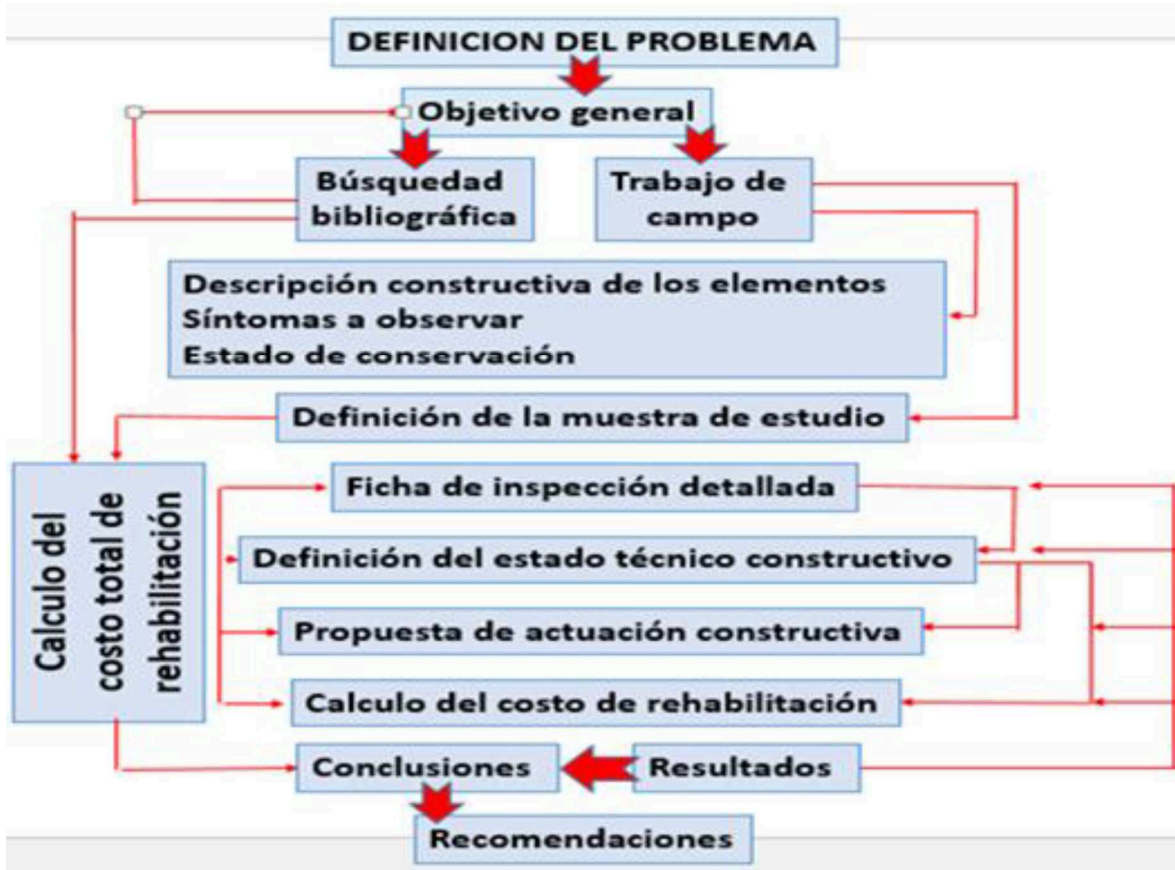 DEFINICION DEL PROBLEMA
Objetivo general
Búsquedad
bibliográfica
Trabajo de
campo
Descripción constructiva de los elementos
Síntomas a observar
Estado de conservación
Definición de la muestra de estudio
Calculo del
costo total de
rehabilitación
Ficha de inspección detallada
Definición del estado técnico constructivo
Propuesta de actuación constructiva
Calculo del costo de rehabilitación
Conclusiones
Resultados
Recomendaciones